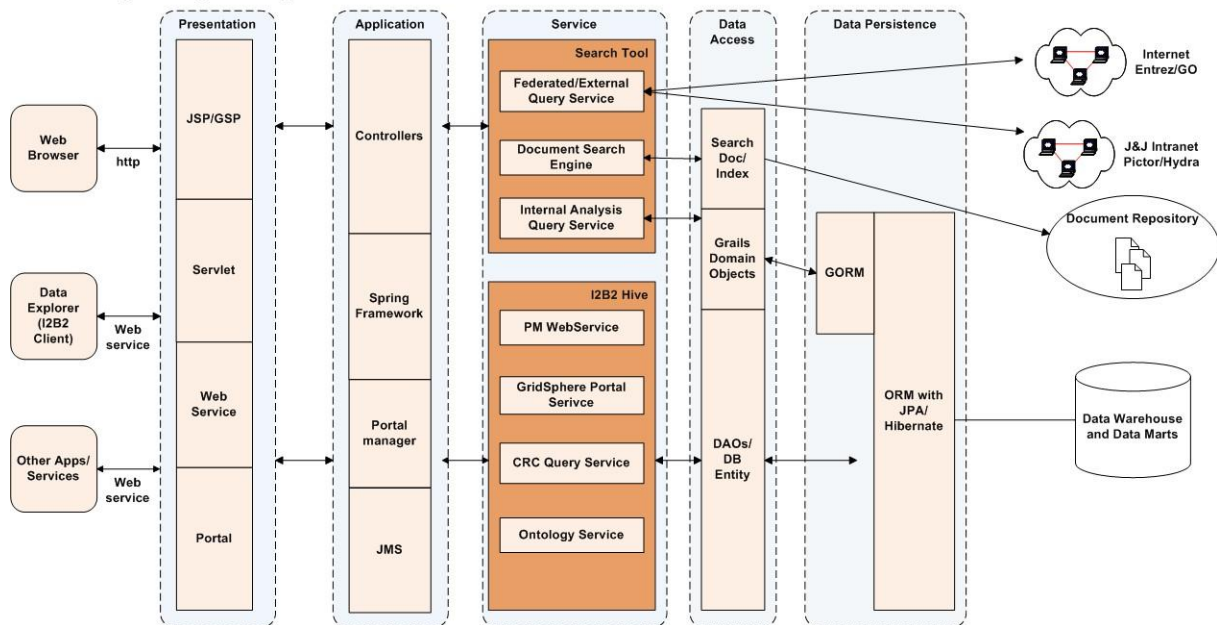 Presentation
Application
Service
Data
Access
Data Persistence
Web
Browser
http
Data
Explorer
(I2B2
Client)
Web
service
Other Apps/
Services
Web
service
JSP/GSP
Servlet
Web
Service
Portal
Controllers
Spring
Framework
Portal
manager
JMS
Search Tool
Federated/External
Query Service
Document Search
Engine
Internal Analysis
Query Service
I2B2 Hive
PM WebService
GridSphere Portal
Serivce
CRC Query Service
Ontology Service
Search
Doc/
Index
Grails
Domain
Objects
DAOs/
DB
Entity
GORM
ORM with
JPA/
Hibernate
Internet
Entrez/GO
J&J Intranet
Pictor/Hydra
Document Repository
Data Warehouse
and Data Marts